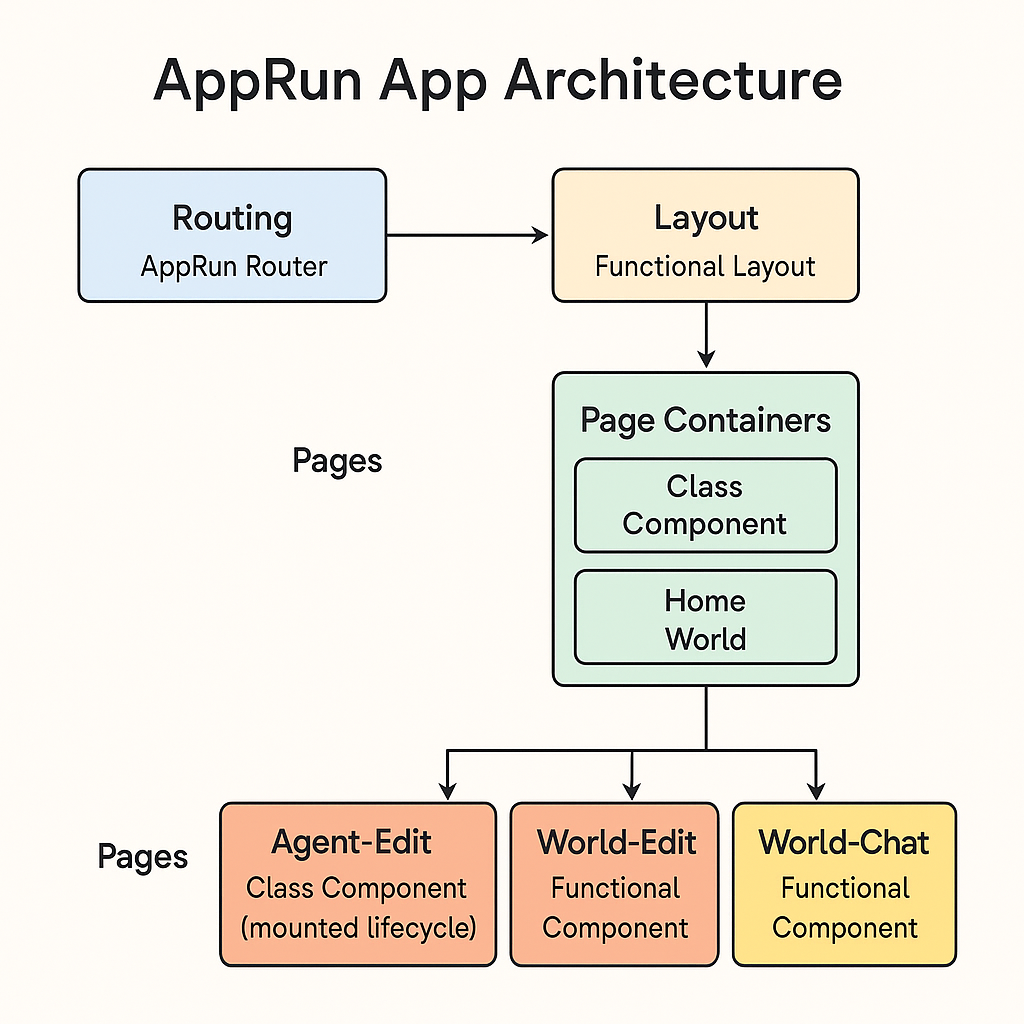 AppRun App Architecture
Routing
AppRun Router
Layout
Functional Layout
Page Containers
Pages
Class
Component
Home
World
Pages
Agent-Edit
Class Component
(mounted lifecycle)
World-Edit
Functional
Component
World-Chat
Functional
Component